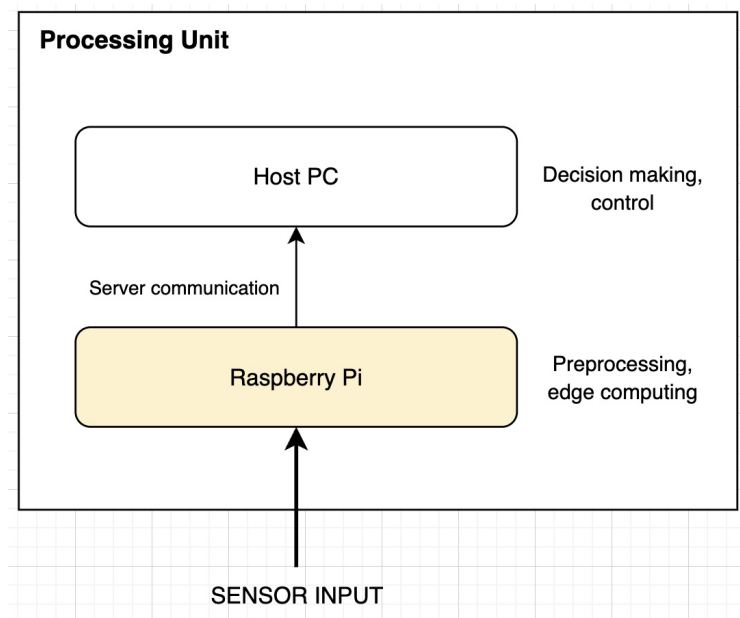 Processing Unit
Host PC
Decision making,
control
Server communication
Raspberry Pi
Preprocessing,
edge computing
SENSOR INPUT